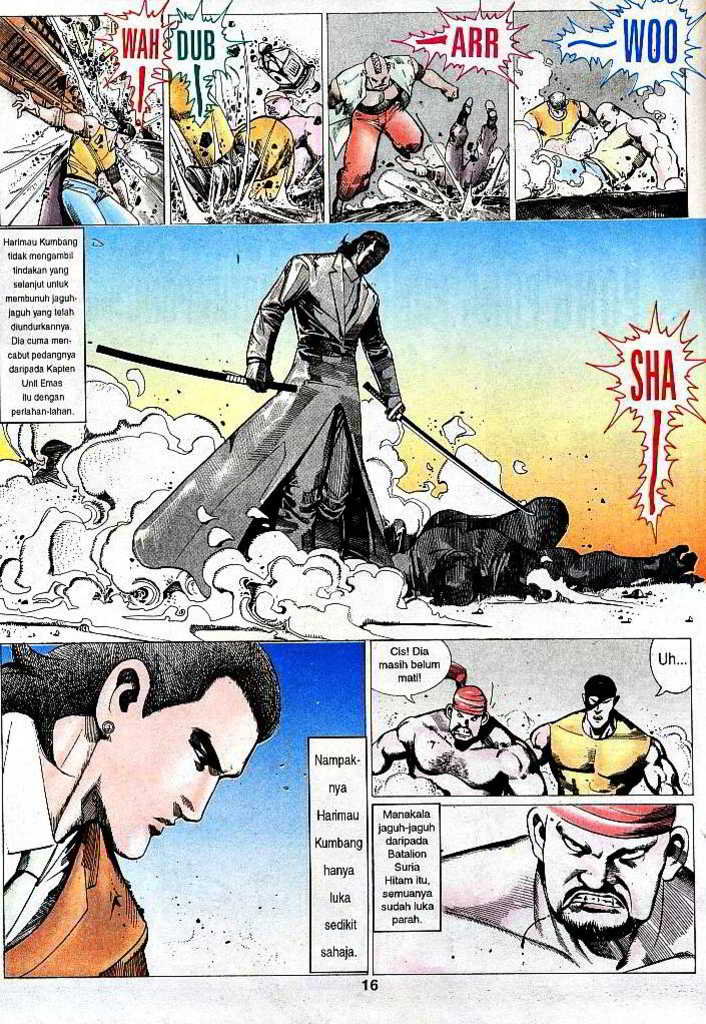 WAH!
DUB!
ARR
WOO
Harimau Kumbang
tidak mengambil
tindakan yang
selanjut untuk
membunuh jaguh-
jaguh yang telah
diundurkannya.
Dia cuma men-
cabut pedangnya
daripada Kapten
Unit Emas
itu dengan
perlahan-lahan.
SHA!
Nampak-
nya
Harimau
Kumbang
hanya
luka
sedikit
sahaja.
Cis! Dia
masih belum
mati!
Uh...
Manakala
jaguh-jaguh
daripada
Batalion
Suria
Hitam itu,
semuanya
sudah luka
parah.
16